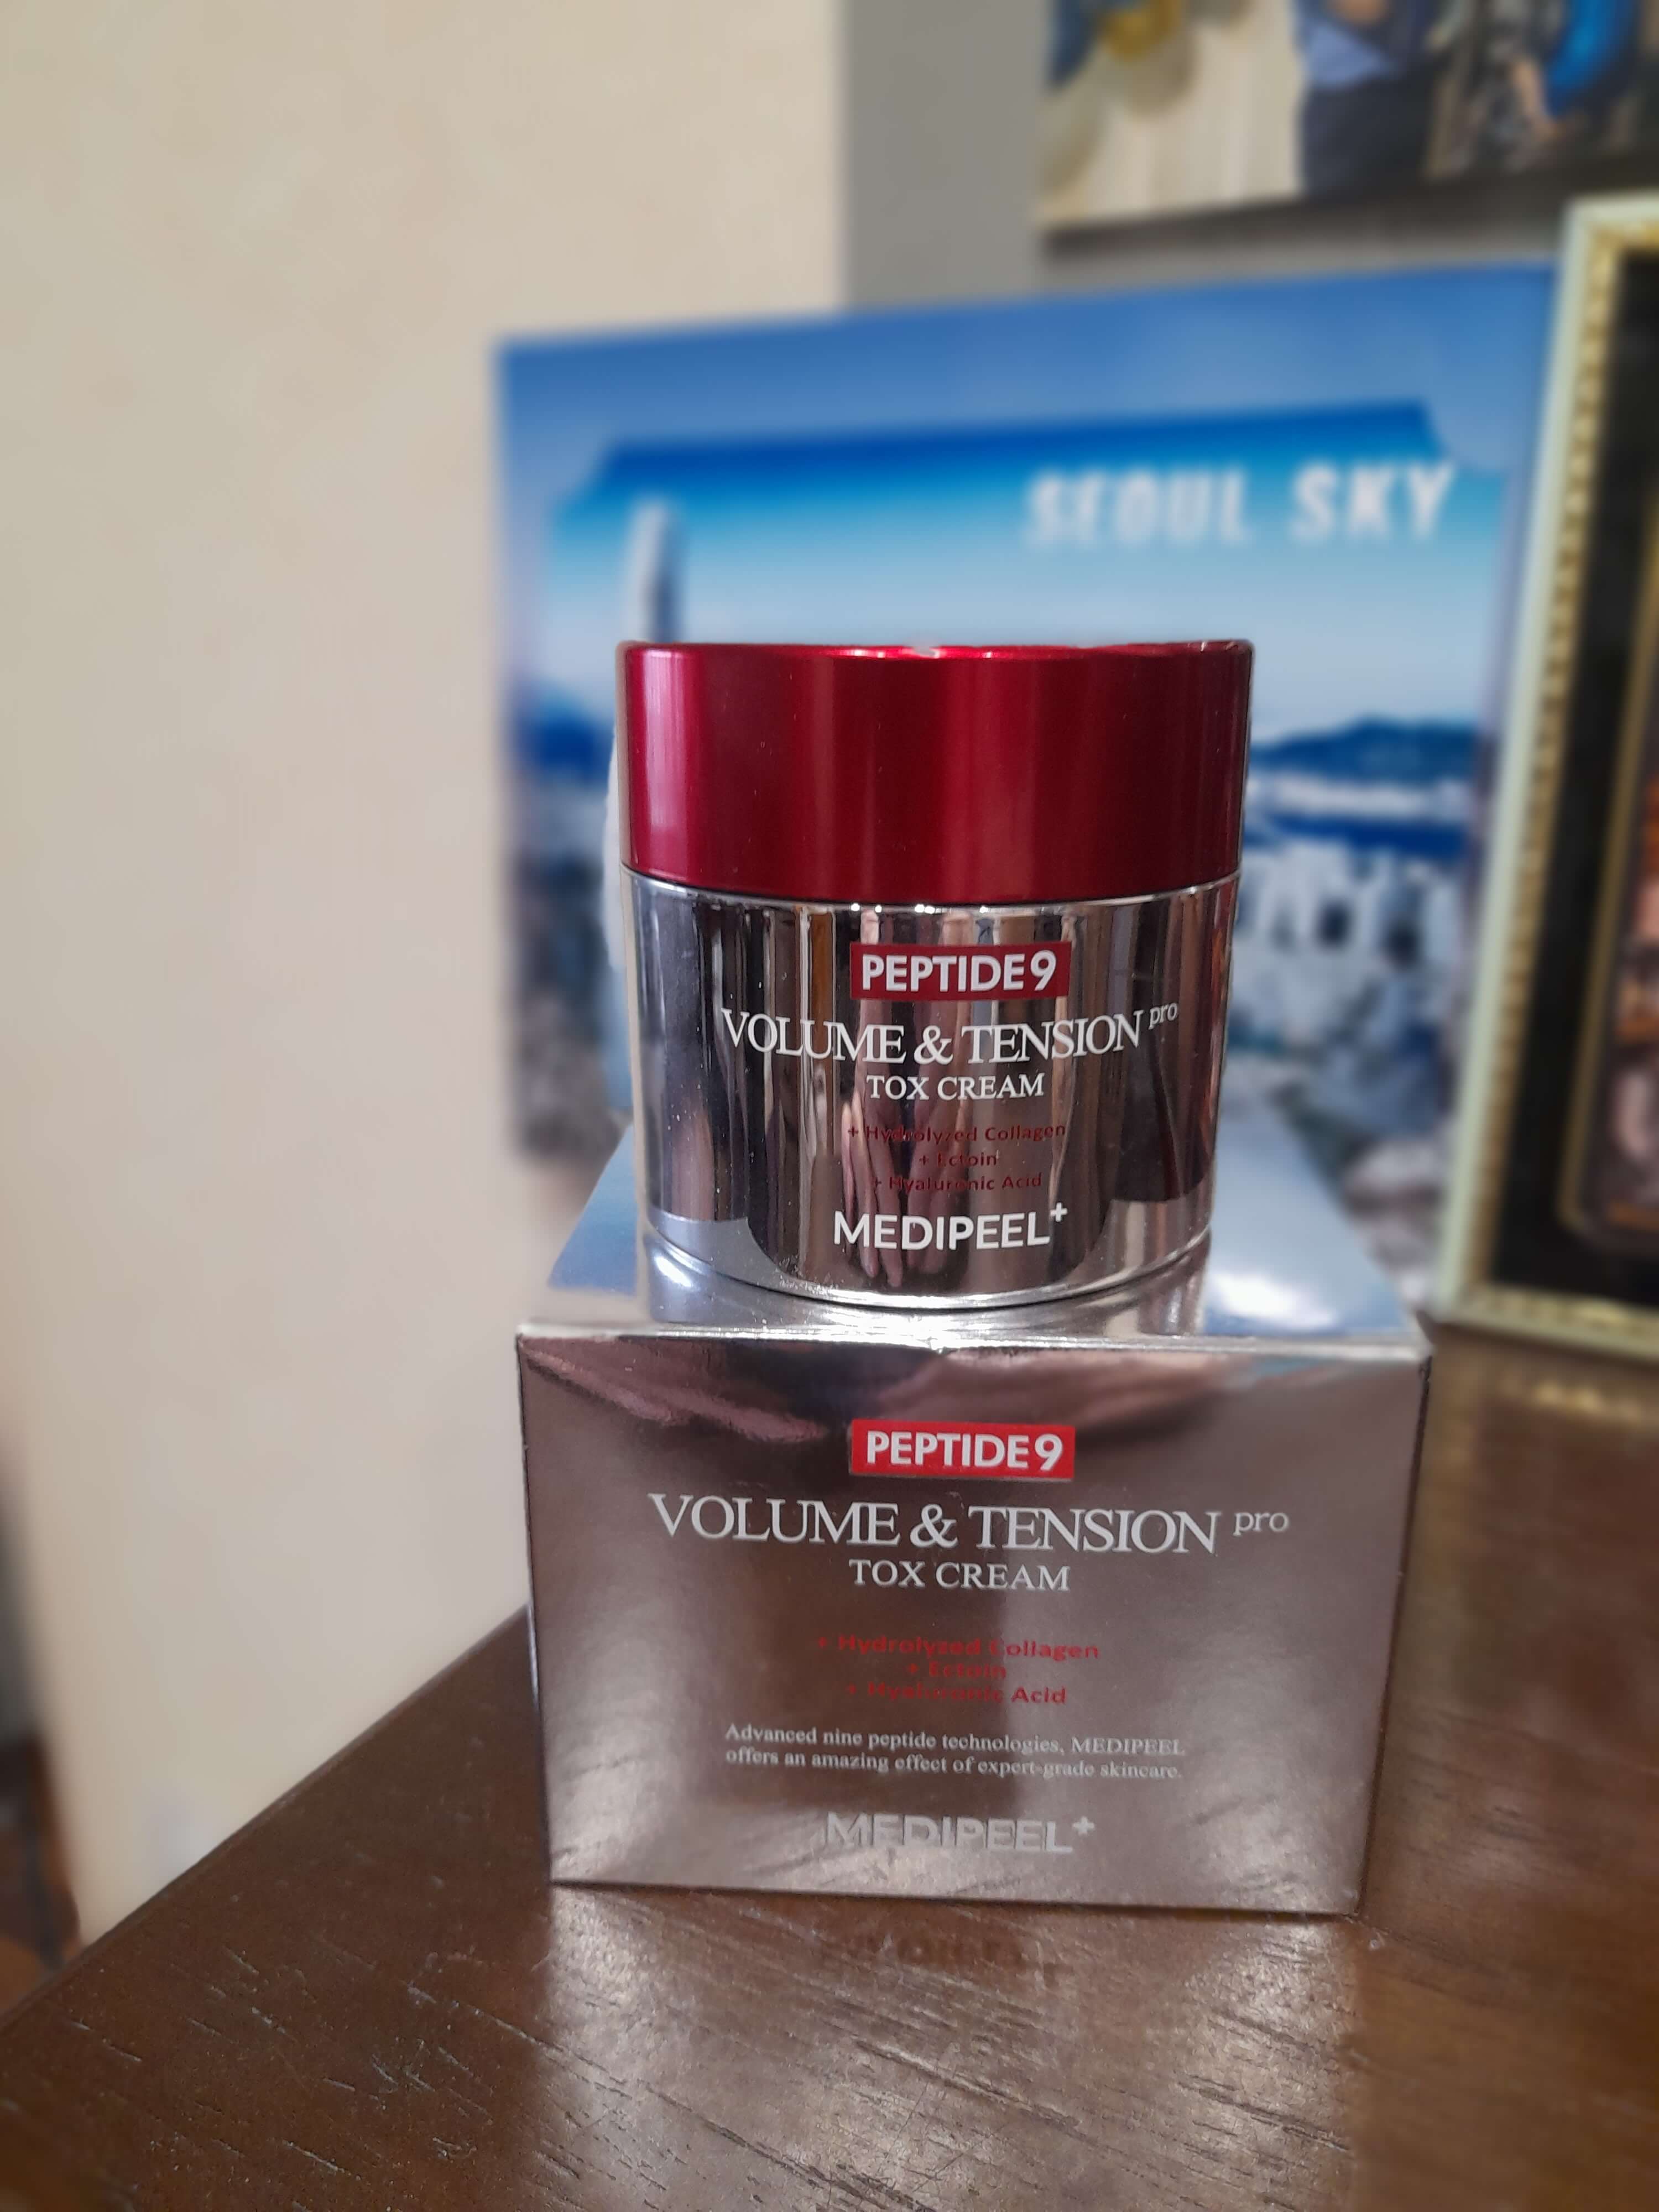 SEOUL SKY
PEPTIDE 9
VOLUME & TENSION pro
TOX CREAM
+ Hydrolyzed Collagen
+ Ectoin
+ Hyaluronic Acid
MEDIPEEL+
PEPTIDE 9
VOLUME & TENSION pro
TOX CREAM
+ Hydrolyzed Collagen
+ Ectoin
+ Hyaluronic Acid
Advanced nine peptide technologies, MEDIPEEL
offers an amazing effect of expert-grade skincare.
MEDIPEEL+